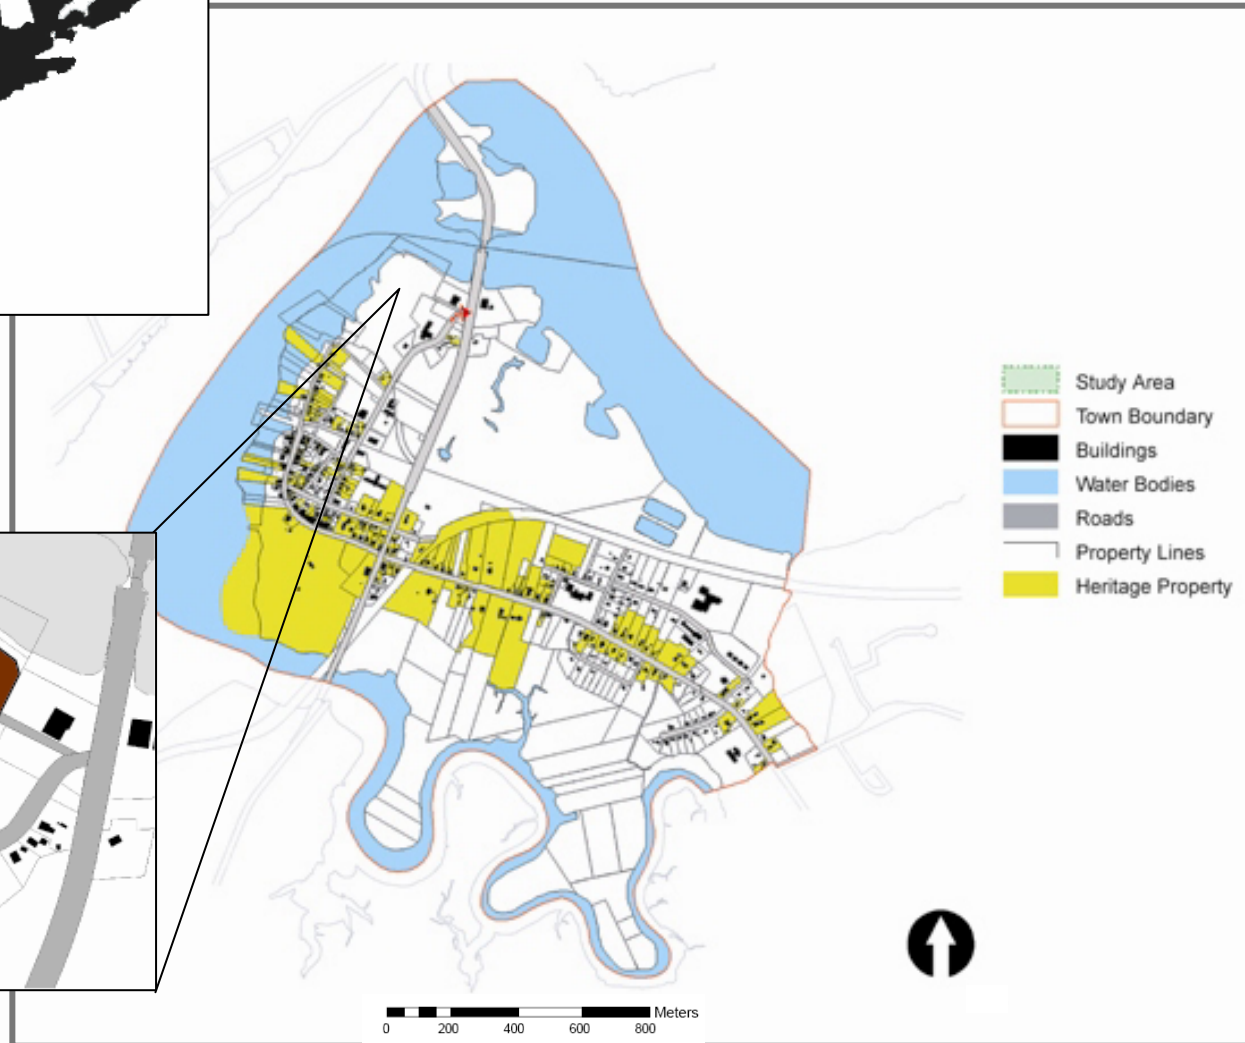 Study Area
Town Boundary
Buildings
Water Bodies
Roads
Property Lines
Heritage Property
Meters
0 200 400 600 800